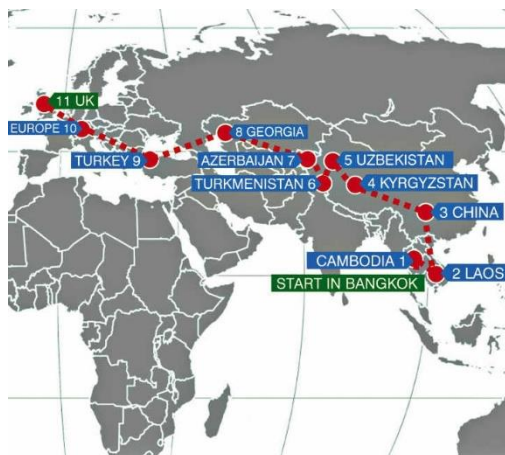 11 UK
EUROPE 10
8 GEORGIA
TURKEY 9
AZERBAIJAN 7
5 UZBEKISTAN
TURKMENISTAN 6
4 KYRGYZSTAN
3 CHINA
CAMBODIA 1
2 LAOS
START IN BANGKOK